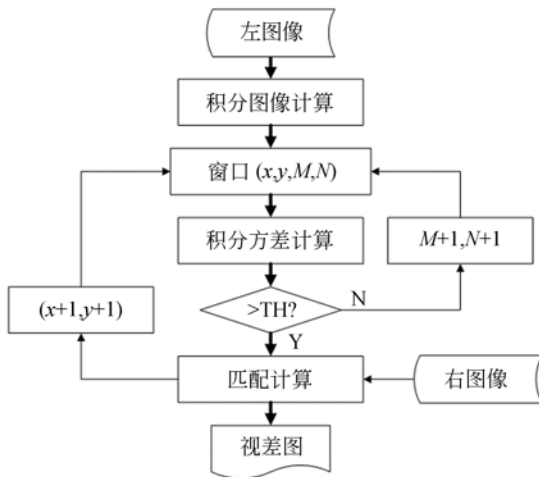 左图像
积分图像计算
窗口 (x,y,M,N)
积分方差计算
M+1,N+1
(x+1,y+1)
>TH?
N
Y
匹配计算
右图像
视差图